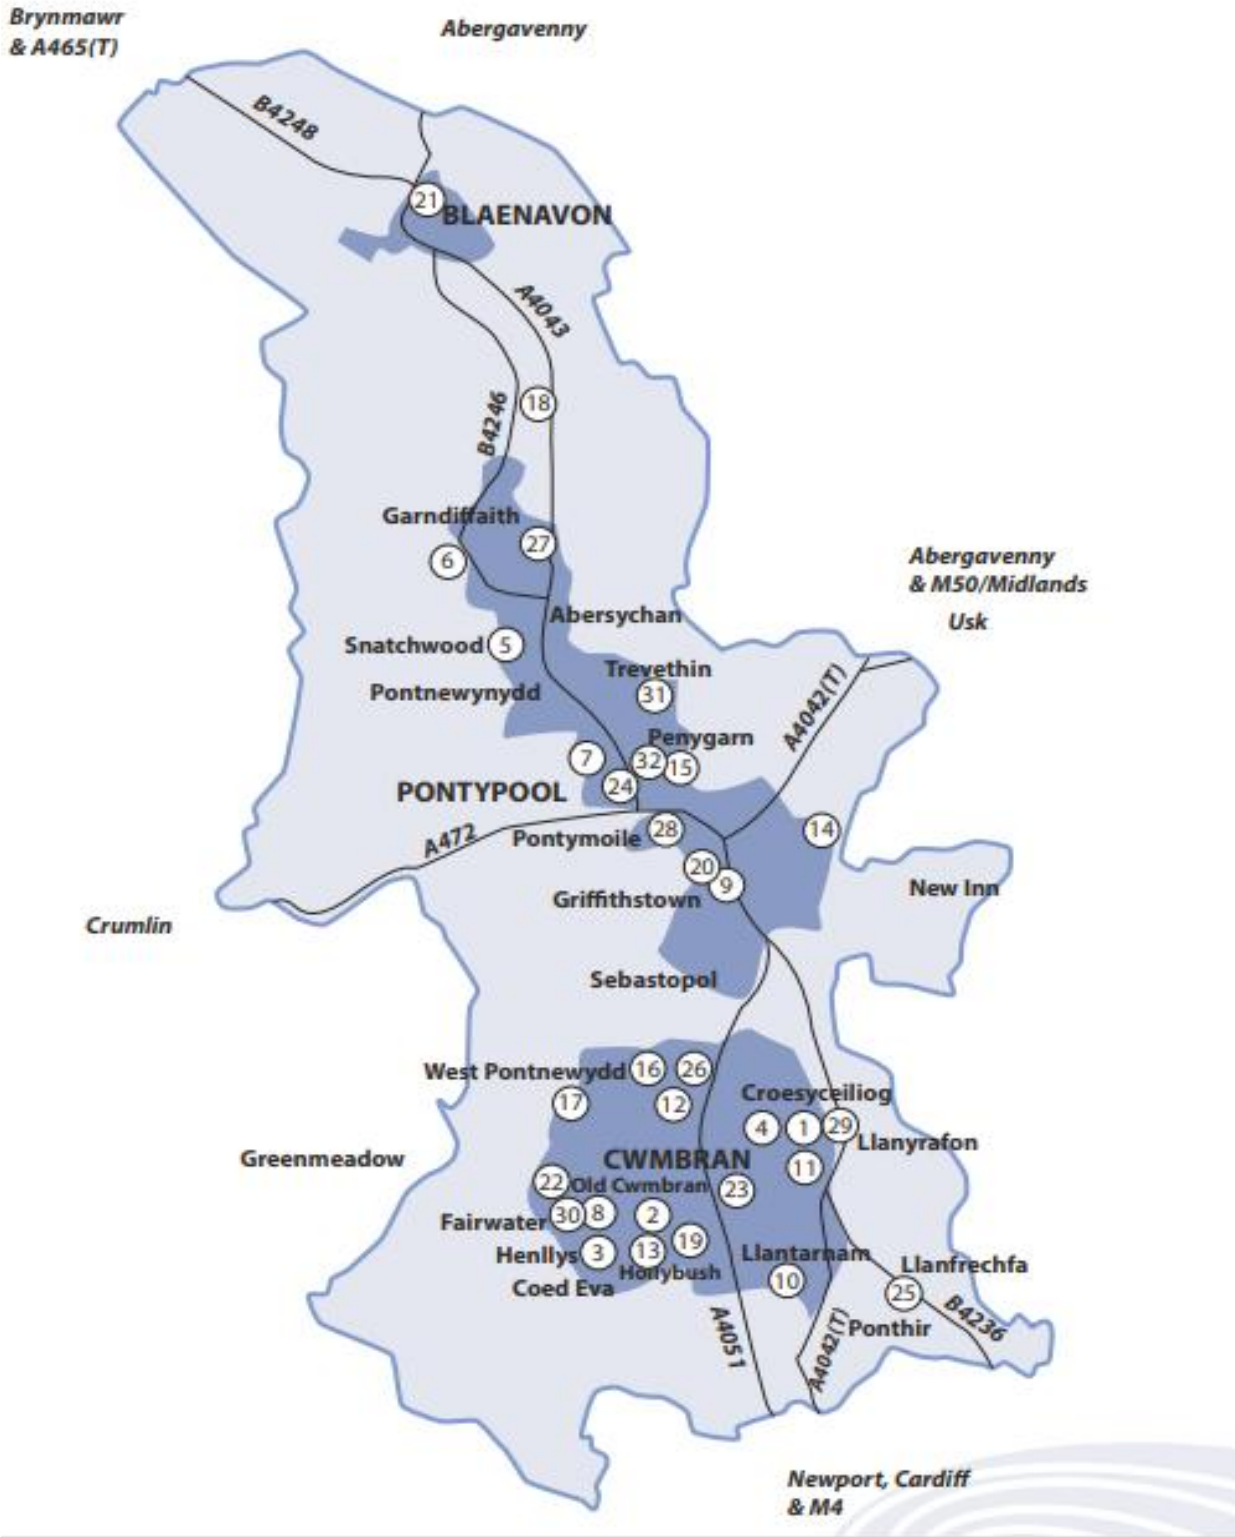 Brynmawr
& A465(T)
Abergavenny
B4248
21
BLAENAVON
A4043
18
B4246
Garndiffaith
27
6
Abergavenny
& M50/Midlands
Usk
Abersychan
Snatchwood
5
Trevethin
31
Pontnewynydd
A4042(T)
Penygarn
7
32
15
24
PONTYPOOL
A472
Pontymoile
28
14
20
9
New Inn
Griffithstown
Crumlin
Sebastopol
West Pontnewydd
16
26
17
12
Croesyceiliog
4
1
29
Llanyrafon
Greenmeadow
CWMBRAN
11
22
Old Cwmbran
23
Fairwater
30
8
2
Henllys
3
13
19
Hollybush
Coed Eva
Llantarnam
10
Llanfrechfa
25
B4236
Ponthir
A4051
A4042(T)
Newport, Cardiff
& M4